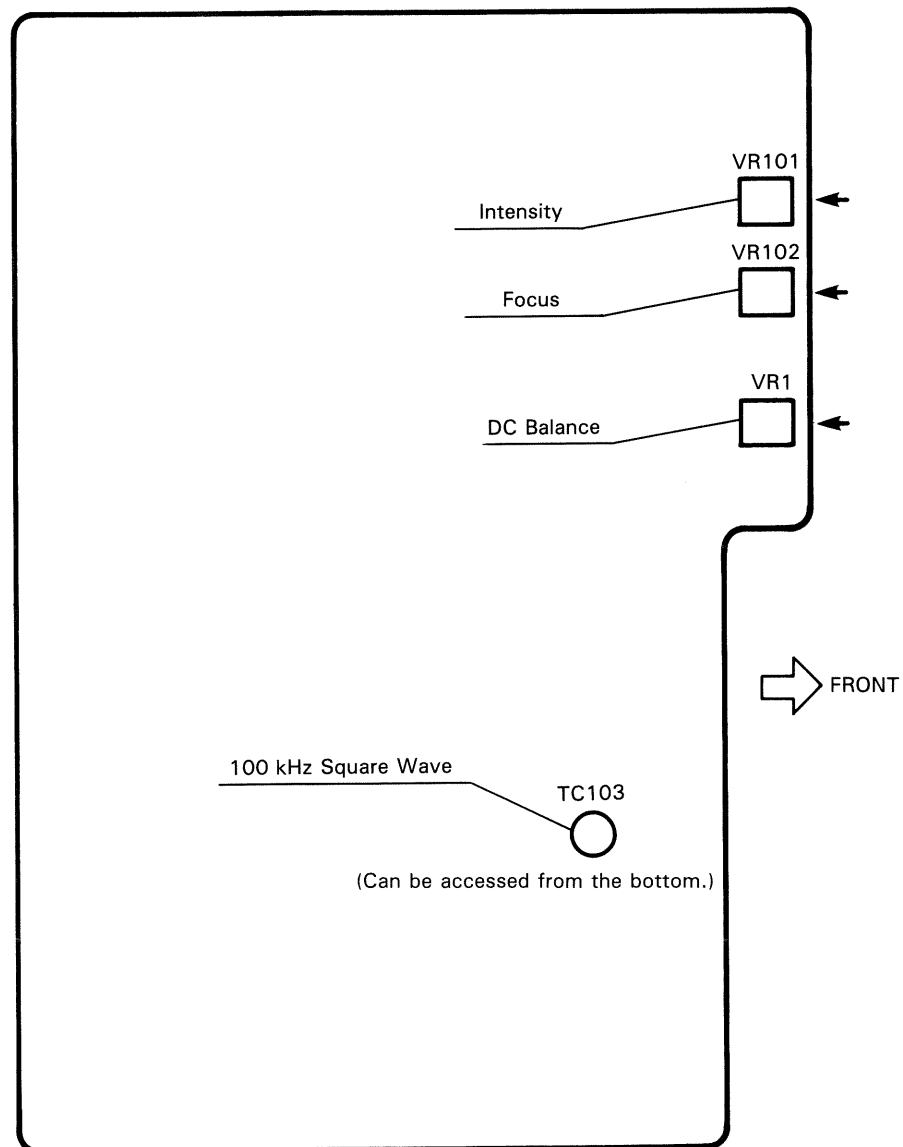 VR101
Intensity
VR102
Focus
VR1
DC Balance
FRONT
100 kHz Square Wave
TC103
(Can be accessed from the bottom.)